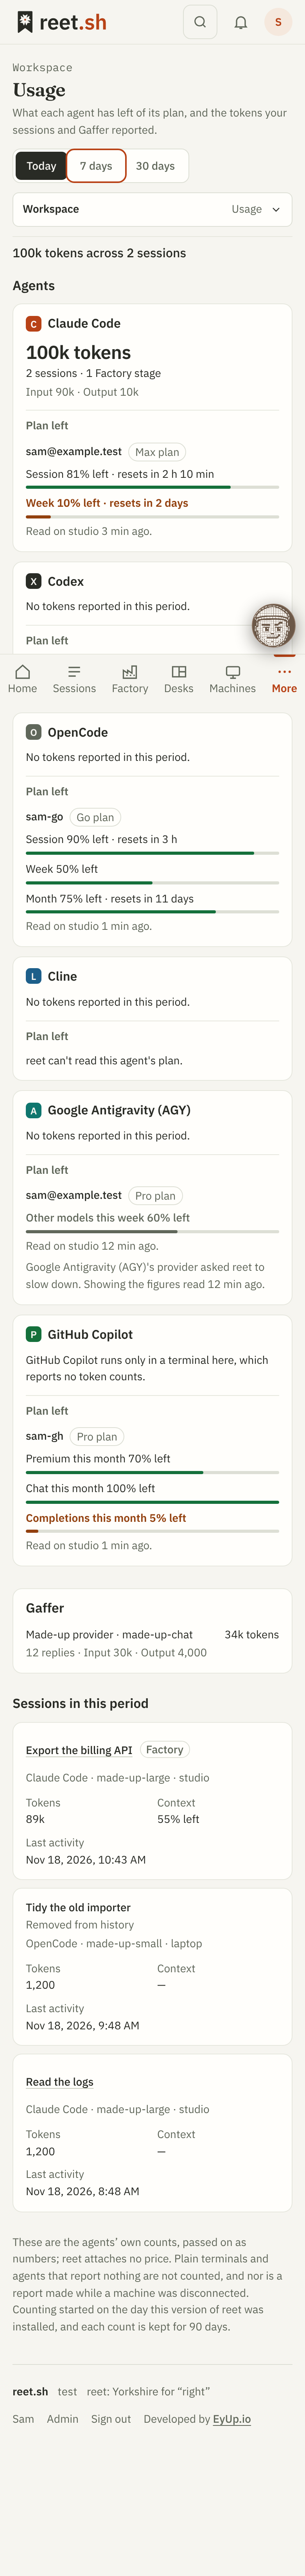 reet.sh
S
Workspace
Usage
What each agent has left of its plan, and the tokens your
sessions and Gaffer reported.
Today 7 days 30 days
Workspace Usage
100k tokens across 2 sessions
Agents
C Claude Code
100k tokens
2 sessions · 1 Factory stage
Input 90k · Output 10k
Plan left
sam@example.test Max plan
Session 81% left · resets in 2 h 10 min
Week 10% left · resets in 2 days
Read on studio 3 min ago.
X Codex
No tokens reported in this period.
Plan left
Home Sessions Factory Desks Machines More
O OpenCode
No tokens reported in this period.
Plan left
sam-go Go plan
Session 90% left · resets in 3 h
Week 50% left
Month 75% left · resets in 11 days
Read on studio 1 min ago.
L Cline
No tokens reported in this period.
Plan left
reet can't read this agent's plan.
A Google Antigravity (AGY)
No tokens reported in this period.
Plan left
sam@example.test Pro plan
Other models this week 60% left
Read on studio 12 min ago.
Google Antigravity (AGY)'s provider asked reet to
slow down. Showing the figures read 12 min ago.
P GitHub Copilot
GitHub Copilot runs only in a terminal here, which
reports no token counts.
Plan left
sam-gh Pro plan
Premium this month 70% left
Chat this month 100% left
Completions this month 5% left
Read on studio 1 min ago.
Gaffer
Made-up provider · made-up-chat 34k tokens
12 replies · Input 30k · Output 4,000
Sessions in this period
Export the billing API Factory
Claude Code · made-up-large · studio
Tokens Context
89k 55% left
Last activity
Nov 18, 2026, 10:43 AM
Tidy the old importer
Removed from history
OpenCode · made-up-small · laptop
Tokens Context
1,200 —
Last activity
Nov 18, 2026, 9:48 AM
Read the logs
Claude Code · made-up-large · studio
Tokens Context
1,200 —
Last activity
Nov 18, 2026, 8:48 AM
These are the agents’ own counts, passed on as
numbers; reet attaches no price. Plain terminals and
agents that report nothing are not counted, and nor is a
report made while a machine was disconnected.
Counting started on the day this version of reet was
installed, and each count is kept for 90 days.
reet.sh test reet: Yorkshire for “right”
Sam Admin Sign out Developed by EyUp.io